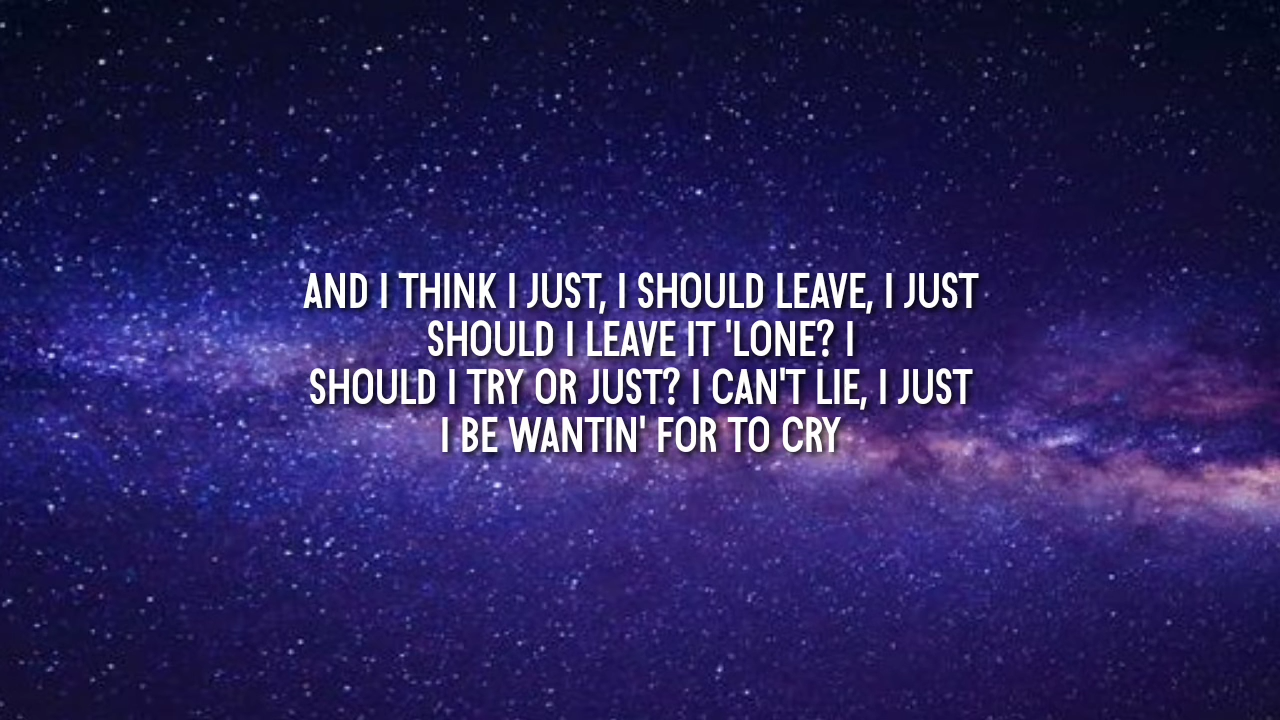 AND I THINK I JUST, I SHOULD LEAVE, I JUST
SHOULD I LEAVE IT 'LONE? I
SHOULD I TRY OR JUST? I CAN'T LIE, I JUST
I BE WANTIN' FOR TO CRY